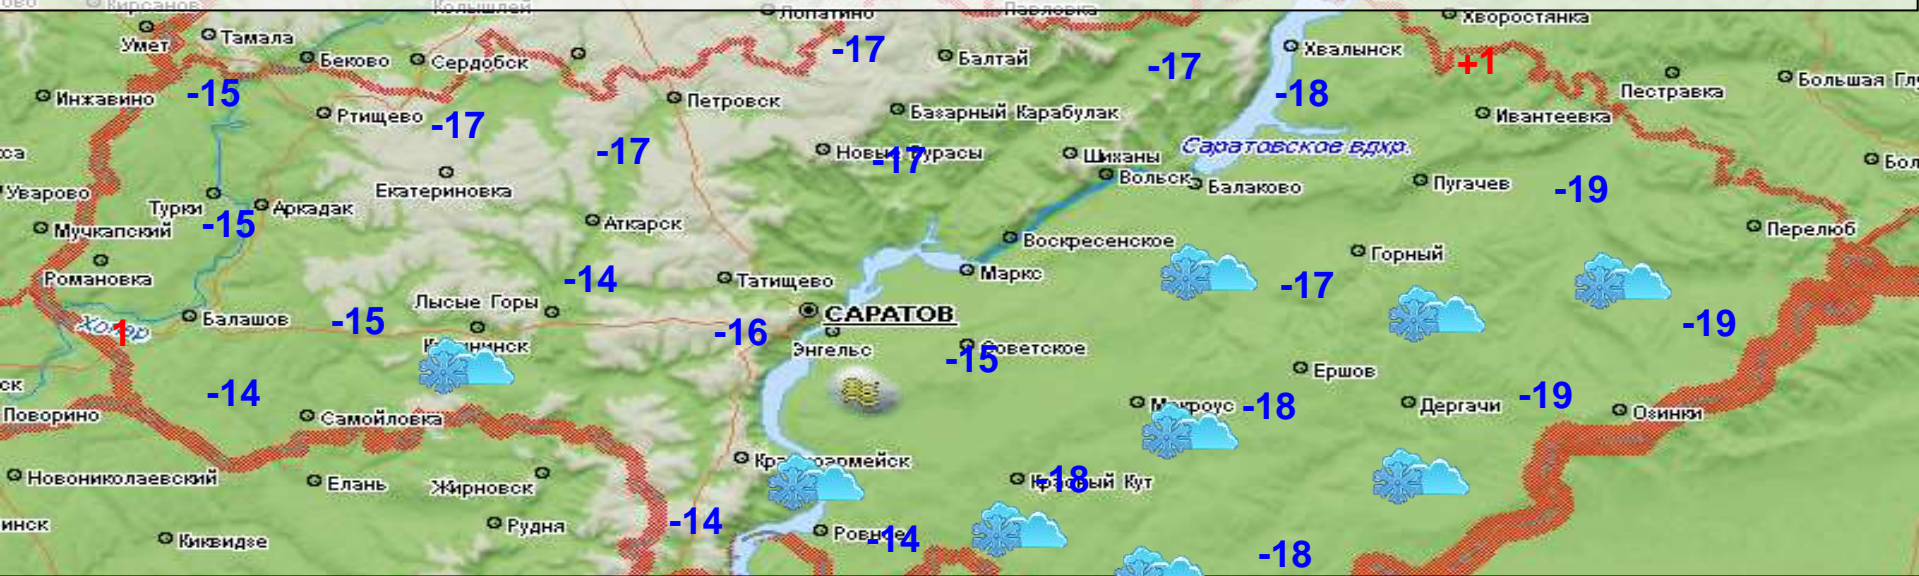 Кирсанов
Колышлей
Лопатино
Павловка
Хворостянка
Умет
Тамала
Беково
Сердобск
-17
Балтай
-17
Хвалынск
+1
Пестравка
Инжавино
-15
Ртищево
-17
Петровск
Базарный Карабулак
-18
Ивантеевка
-17
-17
Шиханы
Саратовское вдхр.
Уварово
Екатериновка
Вольск
Балаково
Пугачев
-19
Турки
Аркадак
-15
Мучкапский
Аткарск
Воскресенское
Перелюб
Горный
Романовка
-14
Татищево
Маркс
-17
Лысые Горы
Балашов
-15
САРАТОВ
-19
Хопер
1
-16
Энгельс
-15
Советское
Ершов
-14
Поворино
Самойловка
Мокроус
-18
Дергачи
-19
Озинки
Красноармейск
Новониколаевский
Елань
Жирновск
Красный Кут
-18
Рудня
-14
Ровное
-14
Киквидзе
-18